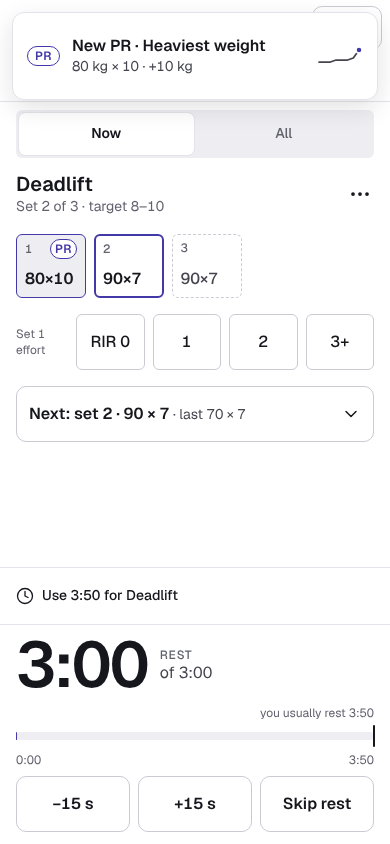 PR
New PR · Heaviest weight
80 kg × 10 · +10 kg
Now
All
Deadlift
Set 2 of 3 · target 8–10
1 PR
80×10
2
90×7
3
90×7
Set 1 effort
RIR 0
1
2
3+
Next: set 2 · 90 × 7 · last 70 × 7
Use 3:50 for Deadlift
3:00
REST
of 3:00
you usually rest 3:50
0:00
3:50
−15 s
+15 s
Skip rest